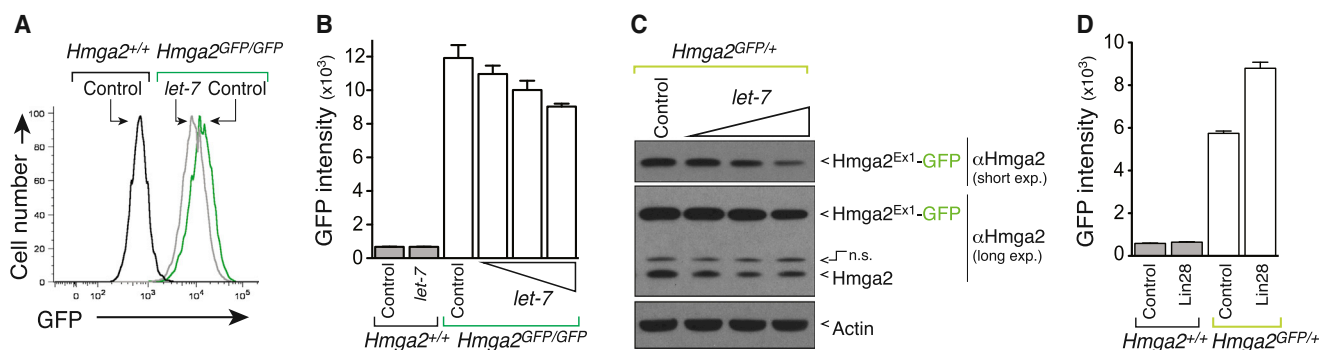 A
Hmga2+/+ Hmga2GFP/GFP
Control let-7 Control
Cell number
100
80
60
40
20
0
0 10² 10³ 10⁴ 10⁵
GFP
B
GFP intensity (x10³)
12
10
8
6
4
2
0
Control
let-7
Control
let-7
Hmga2+/+ Hmga2GFP/GFP
C
Hmga2GFP/+
Control
let-7
<Hmga2Ex1-GFP
αHmga2
(short exp.)
<Hmga2Ex1-GFP
<n.s.
<Hmga2
αHmga2
(long exp.)
<Actin
D
GFP intensity (x10³)
10
8
6
4
2
0
Control
Lin28
Control
Lin28
Hmga2+/+ Hmga2GFP/+